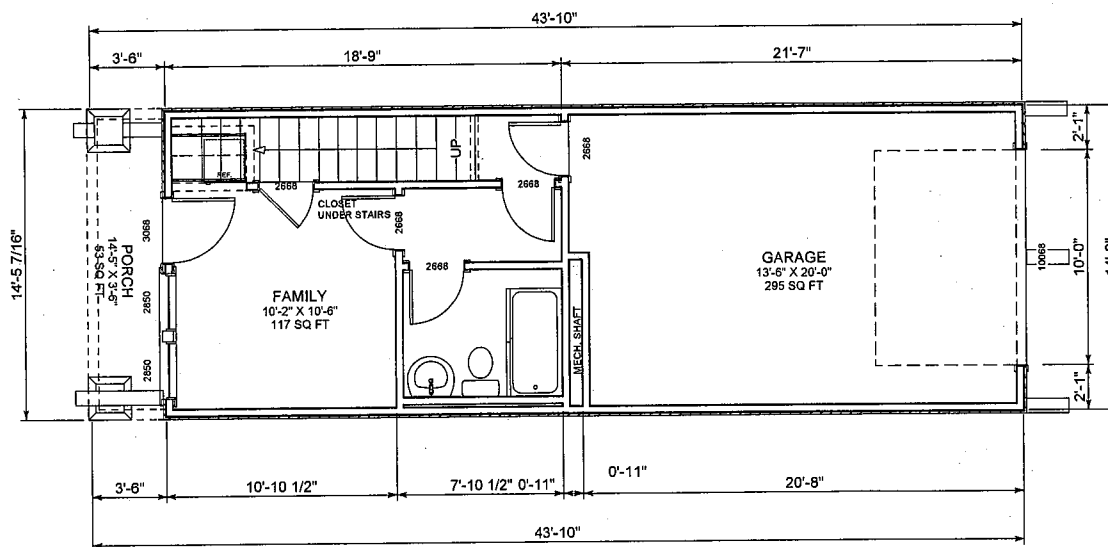 43'-10"
3'-6"
18'-9"
21'-7"
2'-1"
UP
2668
REF.
2668
2668
CLOSET
UNDER STAIRS
2668
3068
14'-5 7/16"
PORCH
14'-5" X 3'-6"
53 SQ FT
2668
GARAGE
13'-6" X 20'-0"
295 SQ FT
10068
10'-0"
FAMILY
10'-2" X 10'-6"
117 SQ FT
2850
MECH. SHAFT
2850
2'-1"
0'-11"
3'-6"
10'-10 1/2"
7'-10 1/2" 0'-11"
20'-8"
43'-10"